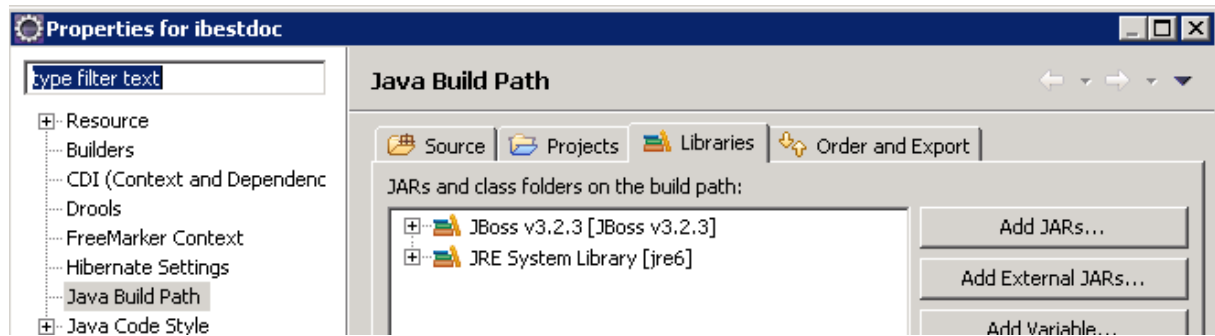 Properties for ibestdoc
type filter text
Resource
Builders
CDI (Context and Dependenc
Drools
FreeMarker Context
Hibernate Settings
Java Build Path
Java Code Style
Java Build Path
Source Projects Libraries Order and Export
JARs and class folders on the build path:
JBoss v3.2.3 [JBoss v3.2.3]
JRE System Library [jre6]
Add JARs...
Add External JARs...
Add Variable...